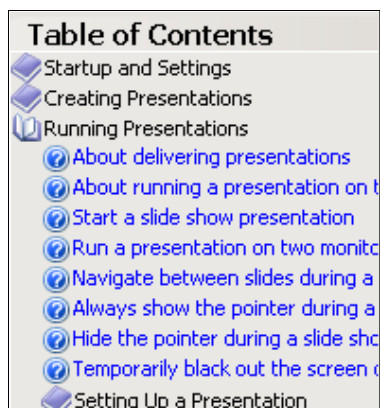 Table of Contents
Startup and Settings
Creating Presentations
Running Presentations
About delivering presentations
About running a presentation on
Start a slide show presentation
Run a presentation on two
Navigate between slides during a
Always show the pointer during a
Hide the pointer during a slide
Temporarily black out the screen
Setting Up a Presentation